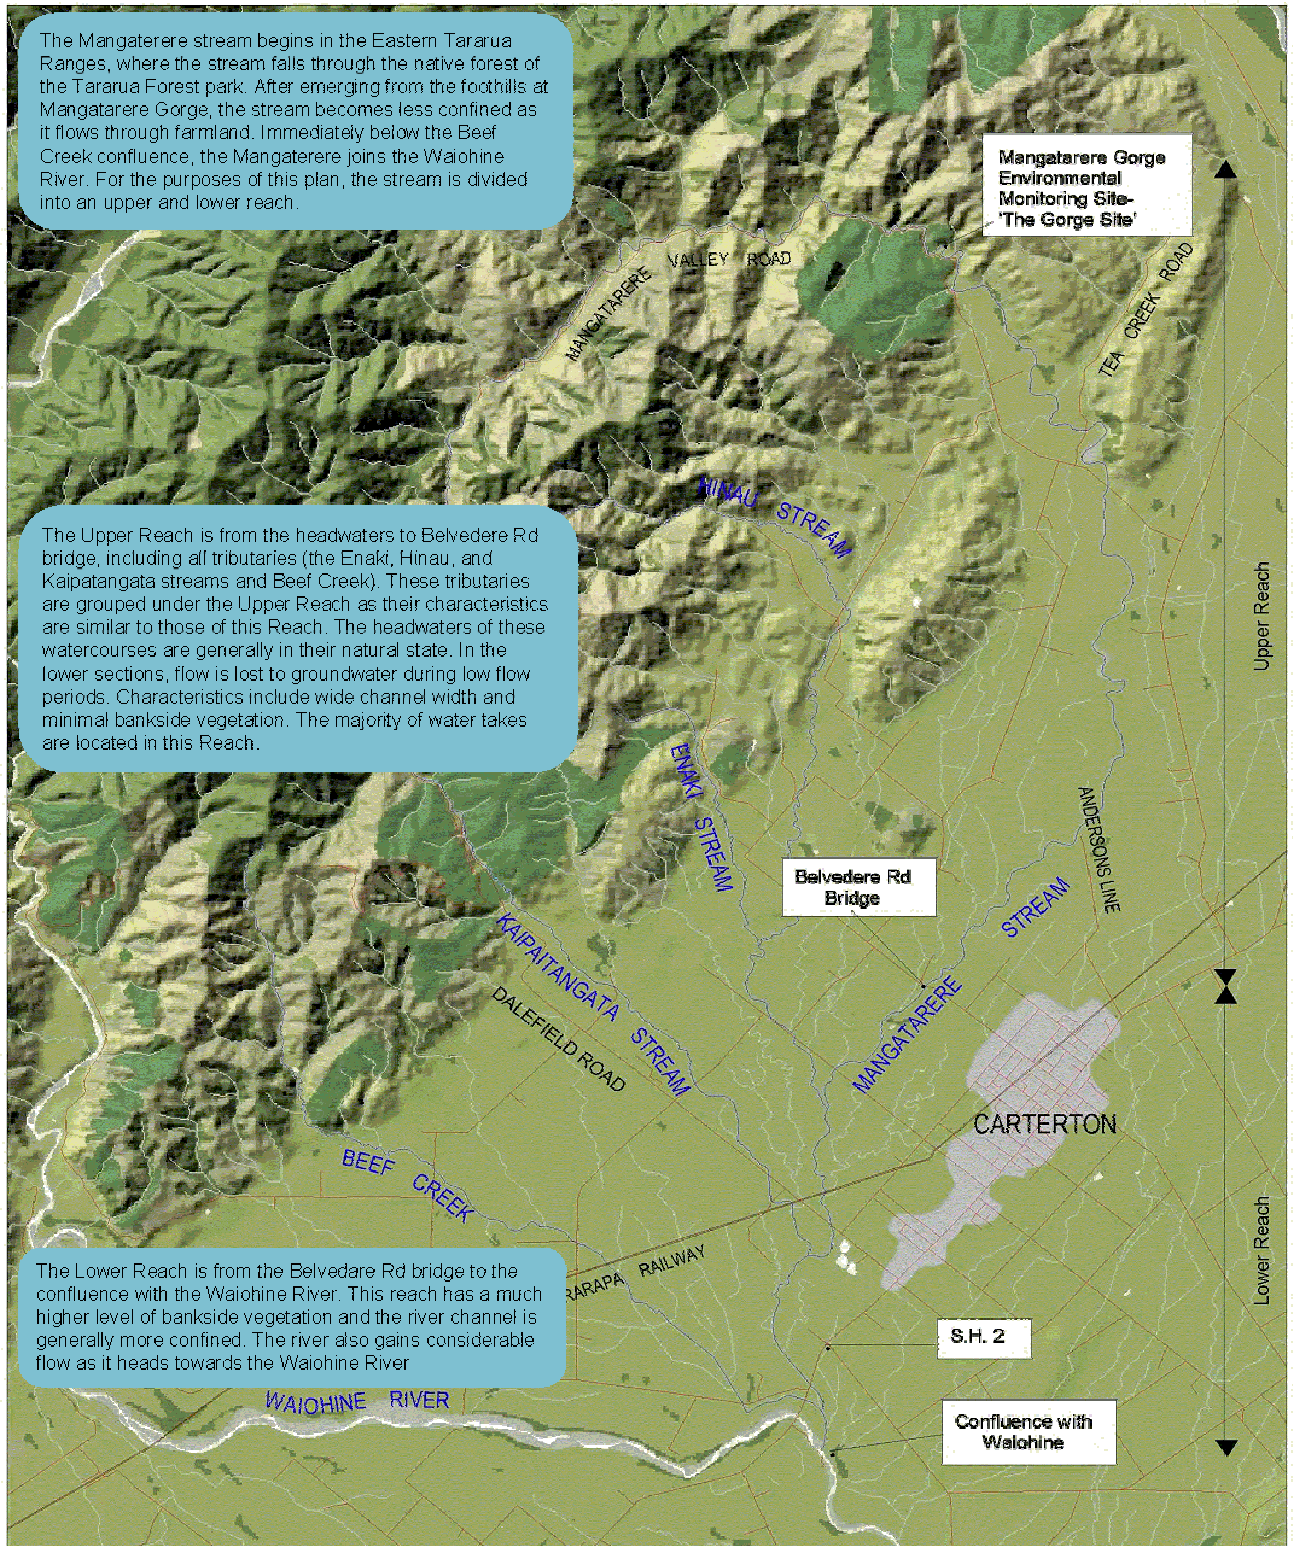 The Mangaterere stream begins in the Eastern Tararua
Ranges, where the stream falls through the native forest of
the Tararua Forest park. After emerging from the foothills at
Mangatarere Gorge, the stream becomes less confined as
it flows through farmland. Immediately below the Beef
Creek confluence, the Mangaterere joins the Waiohine
River. For the purposes of this plan, the stream is divided
into an upper and lower reach.
Mangatarere Gorge
Environmental
Monitoring Site-
'The Gorge Site'
MANGATARERE VALLEY ROAD
TEA CREEK ROAD
HINAU STREAM
The Upper Reach is from the headwaters to Belvedere Rd
bridge, including all tributaries (the Enaki, Hinau, and
Kaipatangata streams and Beef Creek). These tributaries
are grouped under the Upper Reach as their characteristics
are similar to those of this Reach. The headwaters of these
watercourses are generally in their natural state. In the
lower sections, flow is lost to groundwater during low flow
periods. Characteristics include wide channel width and
minimal bankside vegetation. The majority of water takes
are located in this Reach.
Upper Reach
ENAKI STREAM
ANDERSONS LINE
Belvedere Rd
Bridge
KAIPAITANGATA STREAM
DALEFIELD ROAD
MANGATARERE STREAM
CARTERTON
BEEF CREEK
Lower Reach
The Lower Reach is from the Belvedare Rd bridge to the
confluence with the Waiohine River. This reach has a much
higher level of bankside vegetation and the river channel is
generally more confined. The river also gains considerable
flow as it heads towards the Waiohine River
RARAPA RAILWAY
S.H. 2
WAIOHINE RIVER
Confluence with
Waiohine